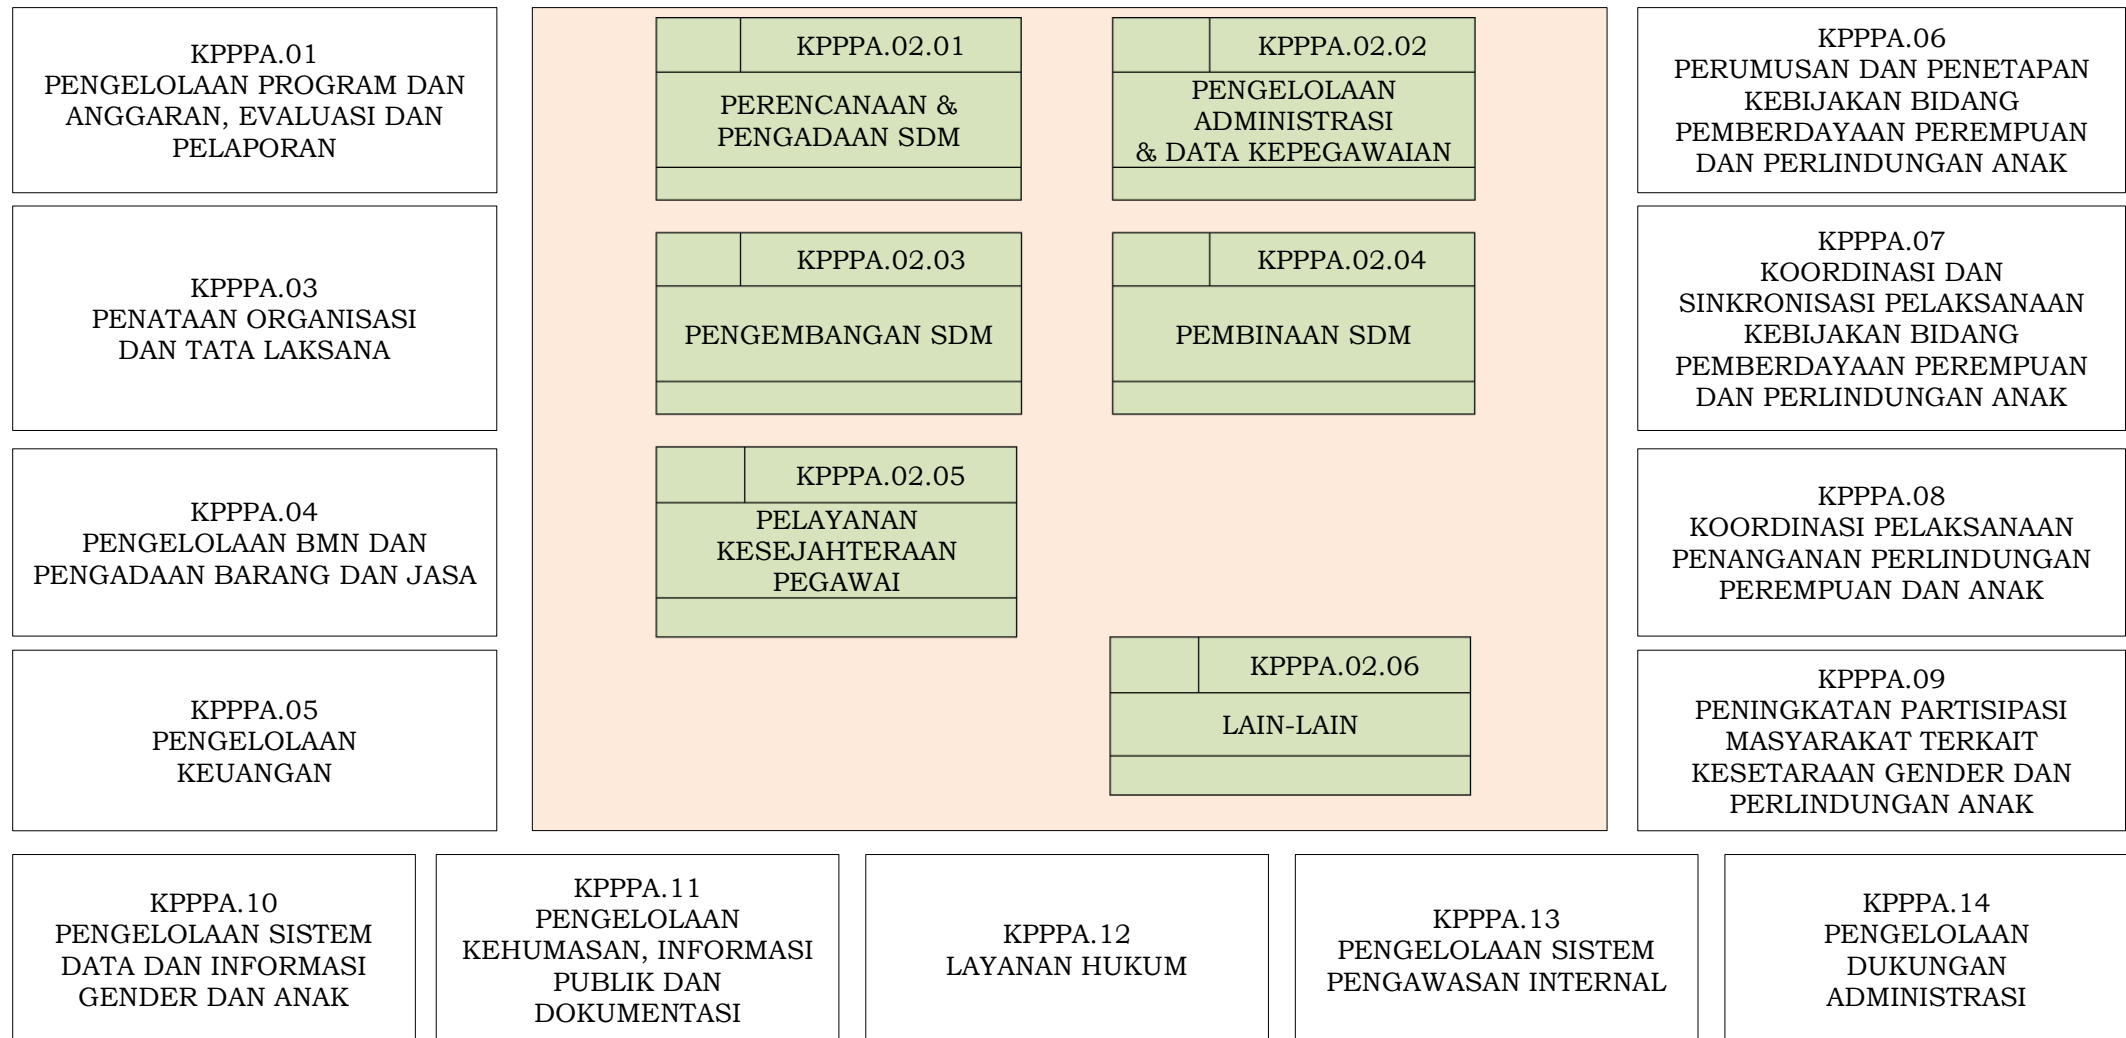 KPPPA.01
PENGELOLAAN PROGRAM DAN
ANGGARAN, EVALUASI DAN
PELAPORAN
KPPPA.03
PENATAAN ORGANISASI
DAN TATA LAKSANA
KPPPA.04
PENGELOLAAN BMN DAN
PENGADAAN BARANG DAN JASA
KPPPA.05
PENGELOLAAN
KEUANGAN
KPPPA.02.01
PERENCANAAN &
PENGADAAN SDM
KPPPA.02.02
PENGELOLAAN
ADMINISTRASI
& DATA KEPEGAWAIAN
KPPPA.02.03
PENGEMBANGAN SDM
KPPPA.02.04
PEMBINAAN SDM
KPPPA.02.05
PELAYANAN
KESEJAHTERAAN
PEGAWAI
KPPPA.02.06
LAIN-LAIN
KPPPA.06
PERUMUSAN DAN PENETAPAN
KEBIJAKAN BIDANG
PEMBERDAYAAN PEREMPUAN
DAN PERLINDUNGAN ANAK
KPPPA.07
KOORDINASI DAN
SINKRONISASI PELAKSANAAN
KEBIJAKAN BIDANG
PEMBERDAYAAN PEREMPUAN
DAN PERLINDUNGAN ANAK
KPPPA.08
KOORDINASI PELAKSANAAN
PENANGANAN PERLINDUNGAN
PEREMPUAN DAN ANAK
KPPPA.09
PENINGKATAN PARTISIPASI
MASYARAKAT TERKAIT
KESETARAAN GENDER DAN
PERLINDUNGAN ANAK
KPPPA.10
PENGELOLAAN SISTEM
DATA DAN INFORMASI
GENDER DAN ANAK
KPPPA.11
PENGELOLAAN
KEHUMASAN, INFORMASI
PUBLIK DAN
DOKUMENTASI
KPPPA.12
LAYANAN HUKUM
KPPPA.13
PENGELOLAAN SISTEM
PENGAWASAN INTERNAL
KPPPA.14
PENGELOLAAN
DUKUNGAN
ADMINISTRASI